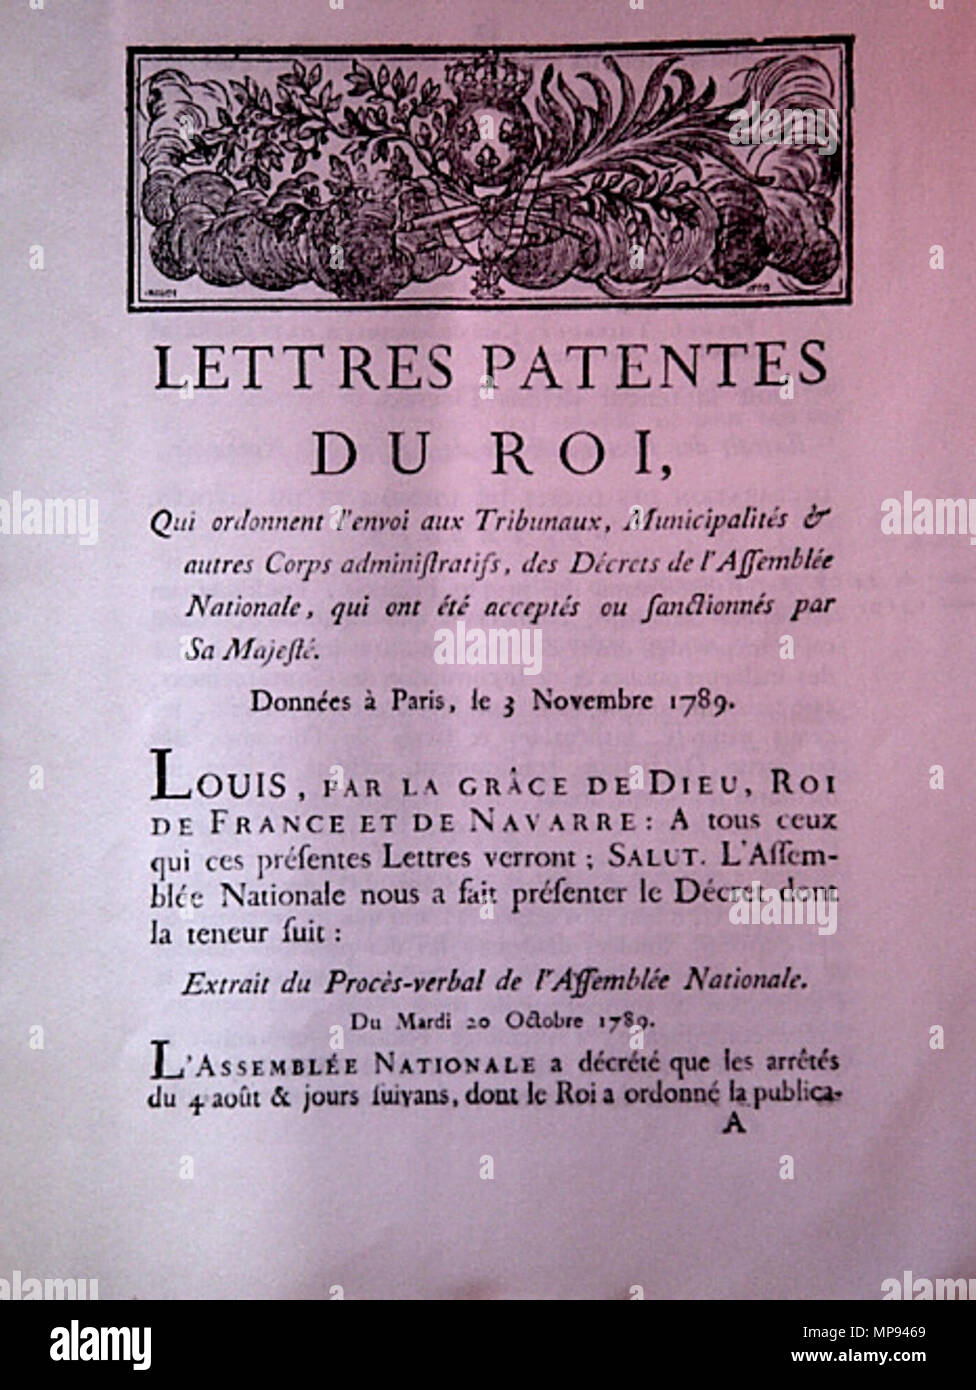 LETTRES PATENTES
DU ROI,
Qui ordonnent l'envoi aux Tribunaux, Municipalités &
autres Corps adminiſtratifs, des Décrets de l'Aſſemblée
Nationale, qui ont été acceptés ou ſanctionnés par
Sa Majeſté.
Données à Paris, le 3 Novembre 1789.
LOUIS, PAR LA GRÂCE DE DIEU, ROI
DE FRANCE ET DE NAVARRE: A tous ceux
qui ces préſentes Lettres verront; SALUT. L'Aſſem-
blée Nationale nous a fait préſenter le Décret dont
la teneur ſuit:
Extrait du Procès-verbal de l'Aſſemblée Nationale.
Du Mardi 20 Octobre 1789.
L'ASSEMBLÉE NATIONALE a décrété que les arrêtés
du 4 août & jours ſuivans, dont le Roi a ordonné la publica-
A
alamy stock photo
MP9469
www.alamy.com